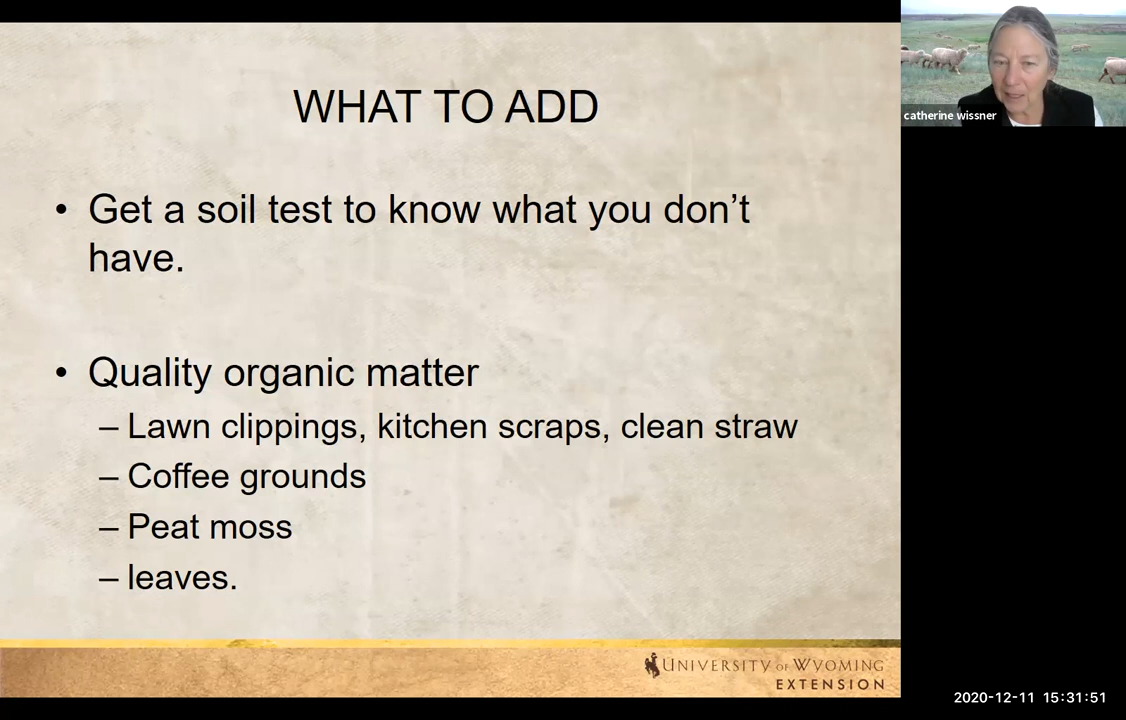 WHAT TO ADD
• Get a soil test to know what you don’t
have.
• Quality organic matter
– Lawn clippings, kitchen scraps, clean straw
– Coffee grounds
– Peat moss
– leaves.
UNIVERSITY OF WYOMING
EXTENSION
catherine wissner
2020-12-11 15:31:51